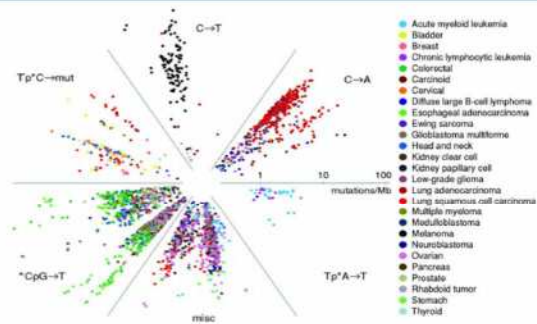 C→T
Tp*C→mut
C→A
1
10
100
mutations/Mb
*CpG→T
misc
Tp*A→T
Acute myeloid leukemia
Bladder
Breast
Chronic lymphocytic leukemia
Colorectal
Carcinoid
Cervical
Diffuse large B-cell lymphoma
Esophageal adenocarcinoma
Ewing sarcoma
Glioblastoma multiforme
Head and neck
Kidney clear cell
Kidney papillary cell
Low-grade glioma
Lung adenocarcinoma
Lung squamous cell carcinoma
Multiple myeloma
Medulloblastoma
Melanoma
Neuroblastoma
Ovarian
Pancreas
Prostate
Rhabdoid tumor
Stomach
Thyroid